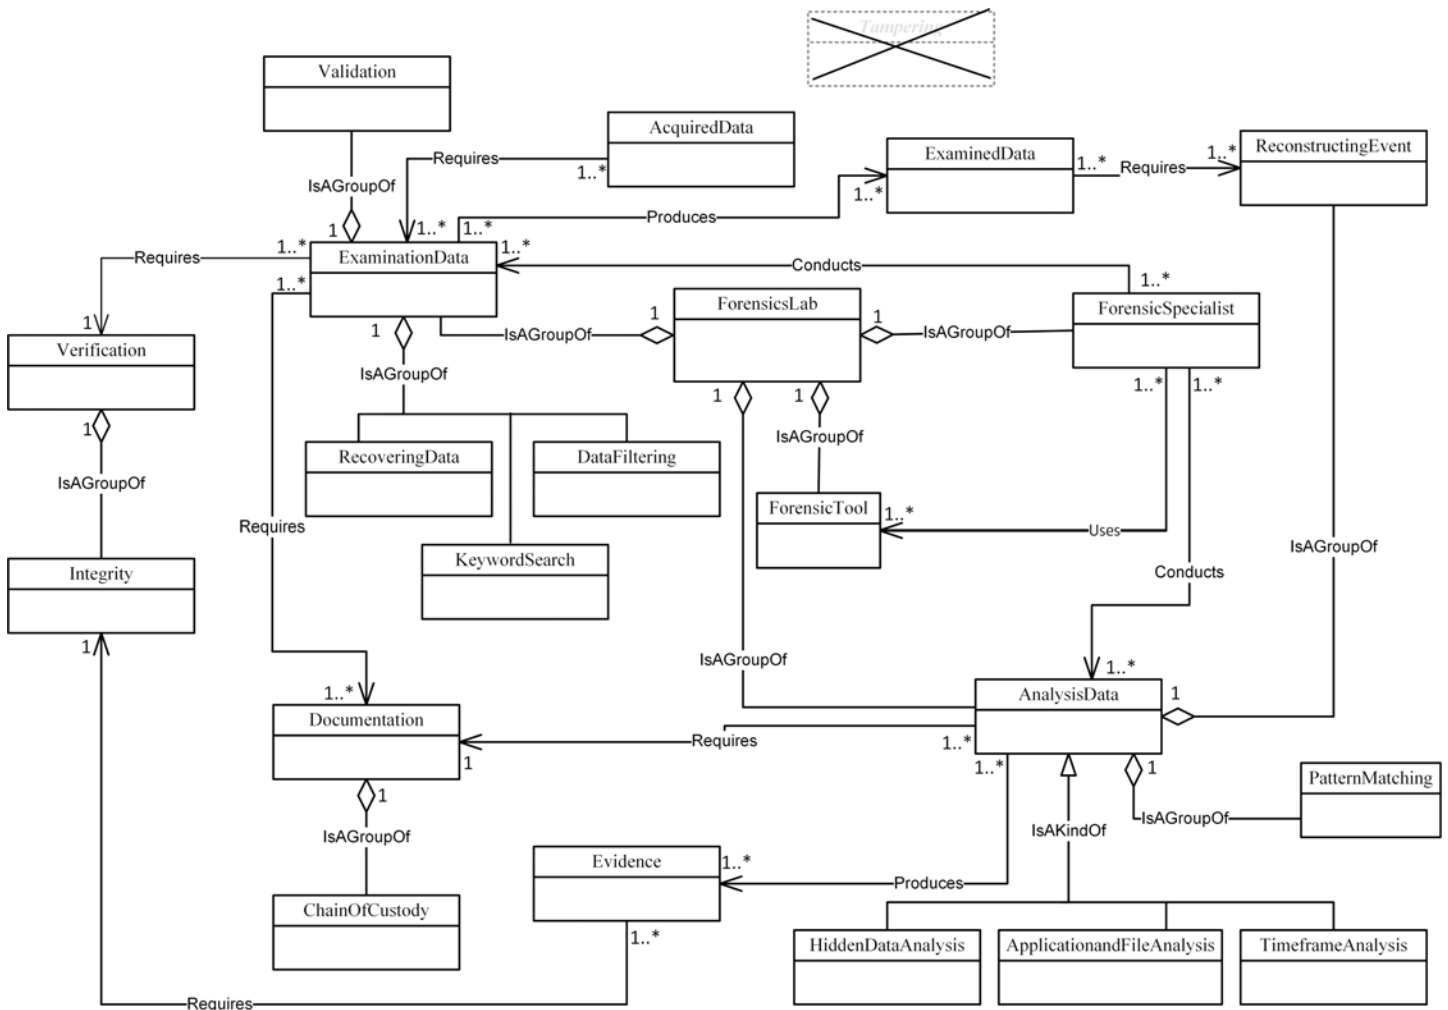 Tampering
Validation
AcquiredData
ExaminedData
ReconstructingEvent
Requires
1..*
1..*
Requires
1..*
IsAGroupOf
1..*
Produces
1
1..*
1..*
Requires
1..*
ExaminationData
1..*
Conducts
1..*
1..*
ForensicsLab
ForensicSpecialist
1
Verification
1
IsAGroupOf
1
1
IsAGroupOf
IsAGroupOf
1..*
1..*
1
1
1
IsAGroupOf
IsAGroupOf
RecoveringData
DataFiltering
ForensicTool
1..*
Requires
Uses
IsAGroupOf
KeywordSearch
Integrity
Conducts
1
IsAGroupOf
1..*
1..*
AnalysisData
1
Documentation
Requires
1..*
1
1..*
1
PatternMatching
1
IsAGroupOf
IsAKindOf
IsAGroupOf
Evidence
1..*
Produces
ChainOfCustody
1..*
HiddenDataAnalysis
ApplicationandFileAnalysis
TimeframeAnalysis
Requires